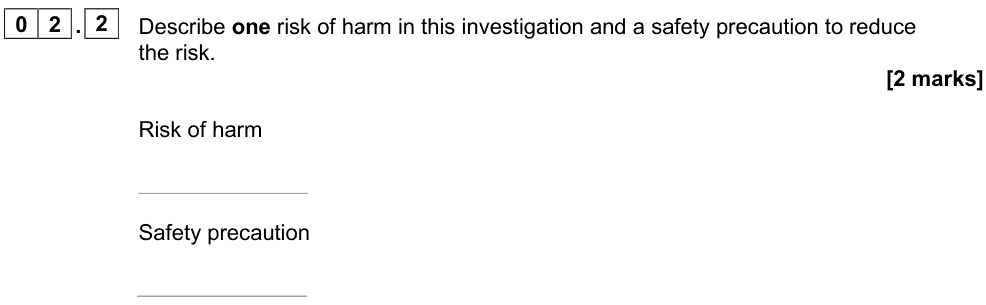 0 2 . 2 Describe one risk of harm in this investigation and a safety precaution to reduce
the risk.
[2 marks]
Risk of harm
Safety precaution